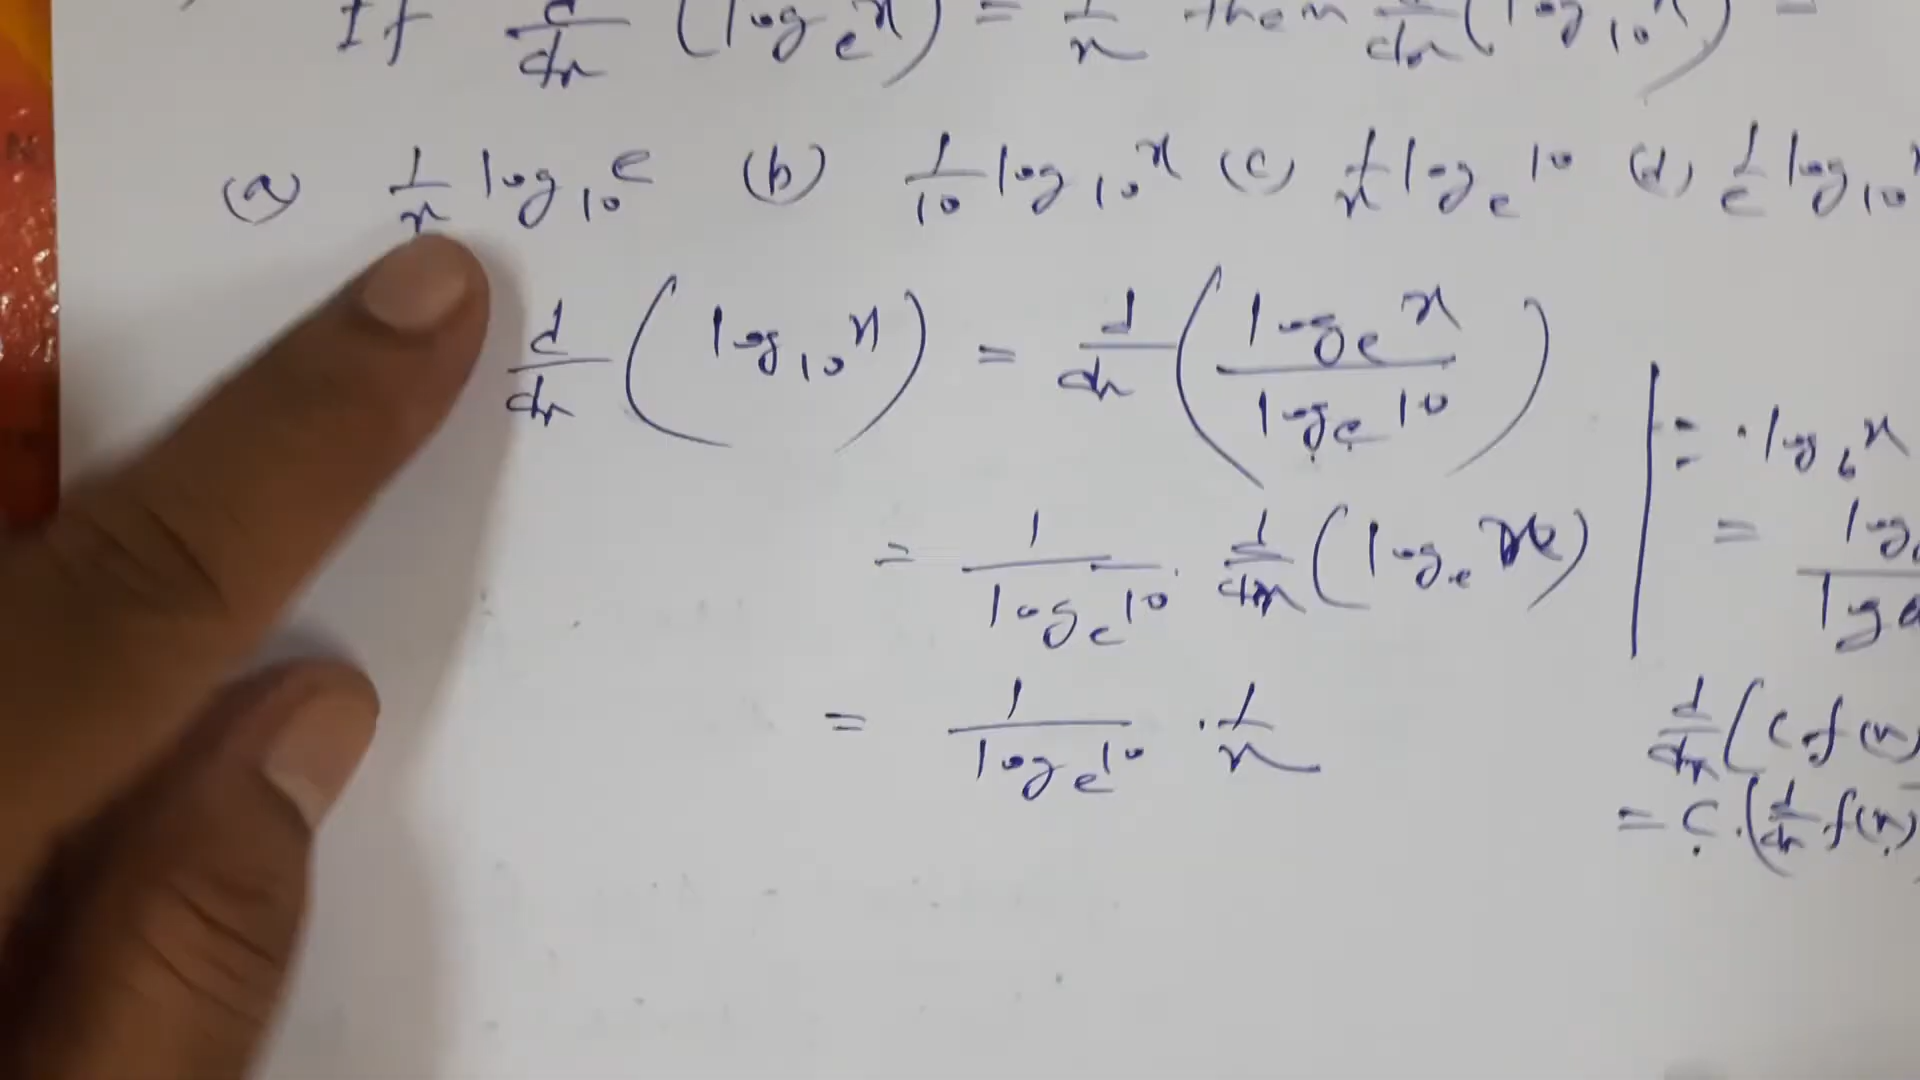 If d/dx (log_e x) = 1/x then d/dx (log_10 x) =
(a) 1/x log_10 e (b) 1/10 log_10 x (c) 1/x log_e 10 (d) 1/e log_10
d/dx (log_10 x) = d/dx (log_e x / log_e 10)
= 1/log_e 10 · d/dx (log_e x)
= 1/log_e 10 · 1/x
= · log_b x
=
d/dx (C.f(x)
= C.(d/dx f(x)